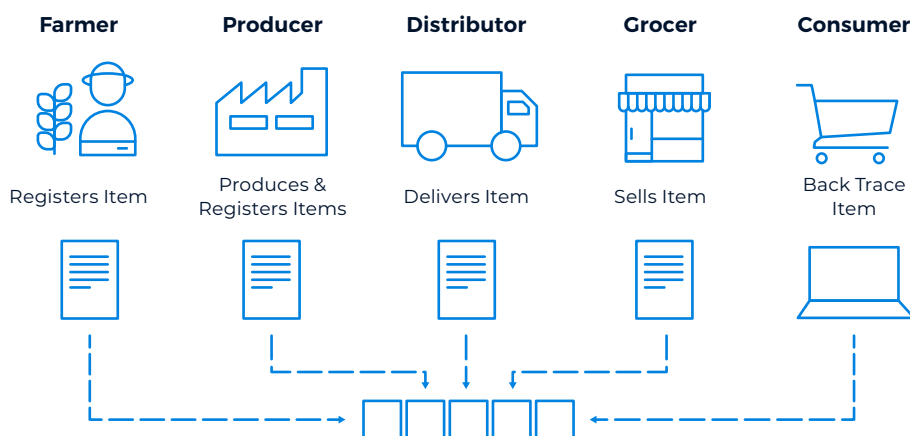 Farmer
Producer
Distributor
Grocer
Consumer
Registers Item
Produces &
Registers Items
Delivers Item
Sells Item
Back Trace
Item